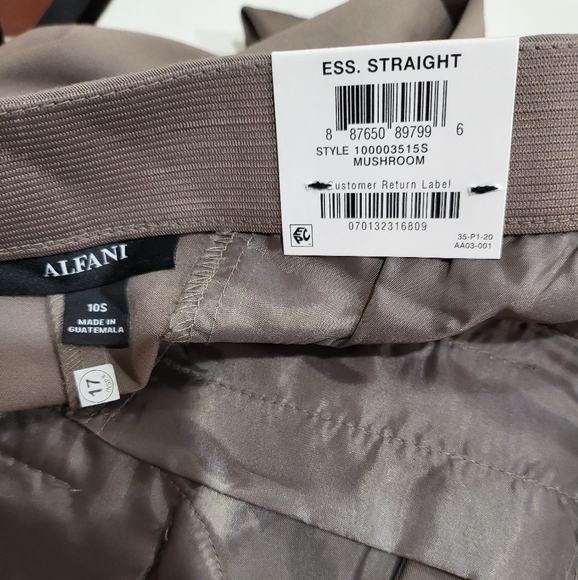 ESS. STRAIGHT
8 87650 89799 6
STYLE 100003515S
MUSHROOM
Customer Return Label
070132316809
35-P1-20
AA03-001
ALFANI
10S
MADE IN
GUATEMALA
17